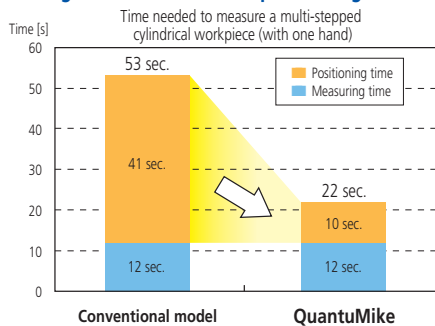 Time needed to measure a multi-stepped
cylindrical workpiece (with one hand)
Time [s]
60
50
40
30
20
10
0
53 sec.
41 sec.
12 sec.
Positioning time
Measuring time
22 sec.
10 sec.
12 sec.
Conventional model
QuantuMike